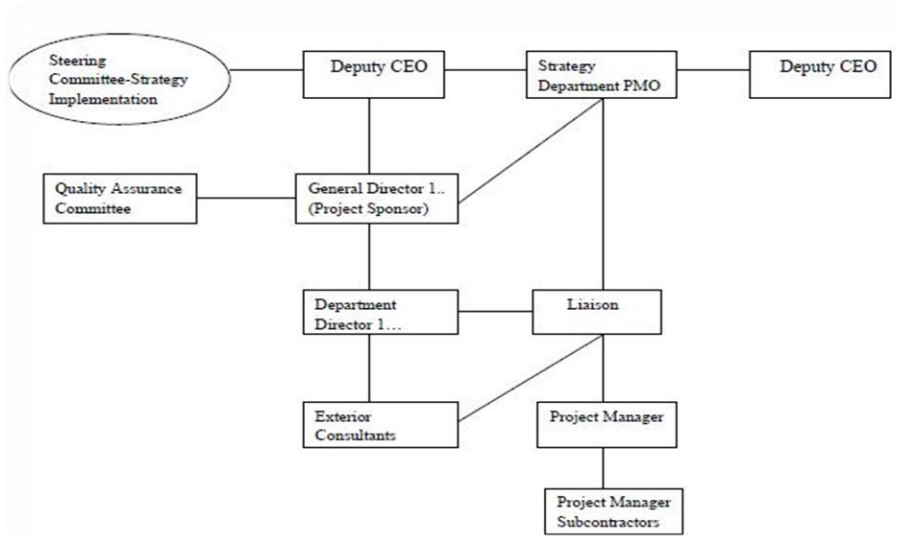 Steering
Committee-Strategy
Implementation
Deputy CEO
Strategy
Department PMO
Deputy CEO
Quality Assurance
Committee
General Director 1..
(Project Sponsor)
Department
Director 1…
Liaison
Exterior
Consultants
Project Manager
Project Manager
Subcontractors